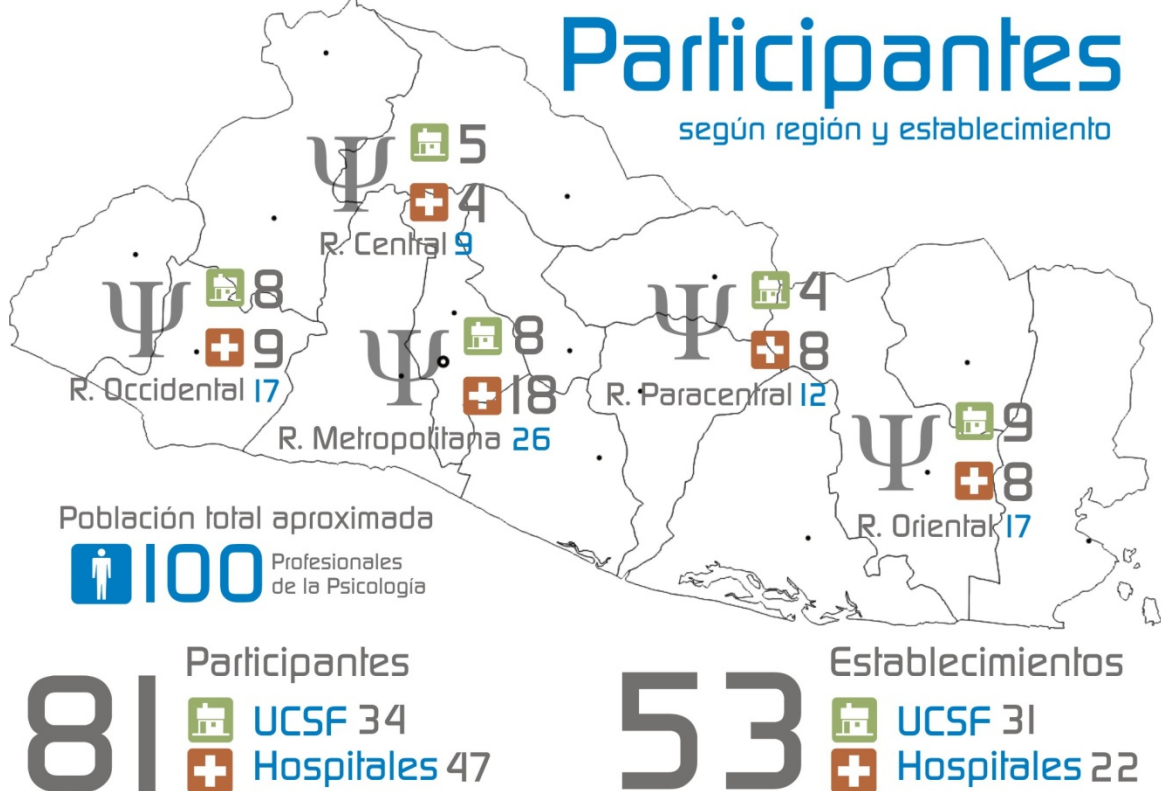 Participantes
según región y establecimiento
Ψ 5
4
R. Central 9
Ψ 8
9
R. Occidental 17
Ψ 8
18
R. Metropolitana 26
Ψ 4
8
R. Paracentral 12
Ψ 9
8
R. Oriental 17
Población total aproximada
100 Profesionales
de la Psicología
81 Participantes
UCSF 34
Hospitales 47
53 Establecimientos
UCSF 31
Hospitales 22